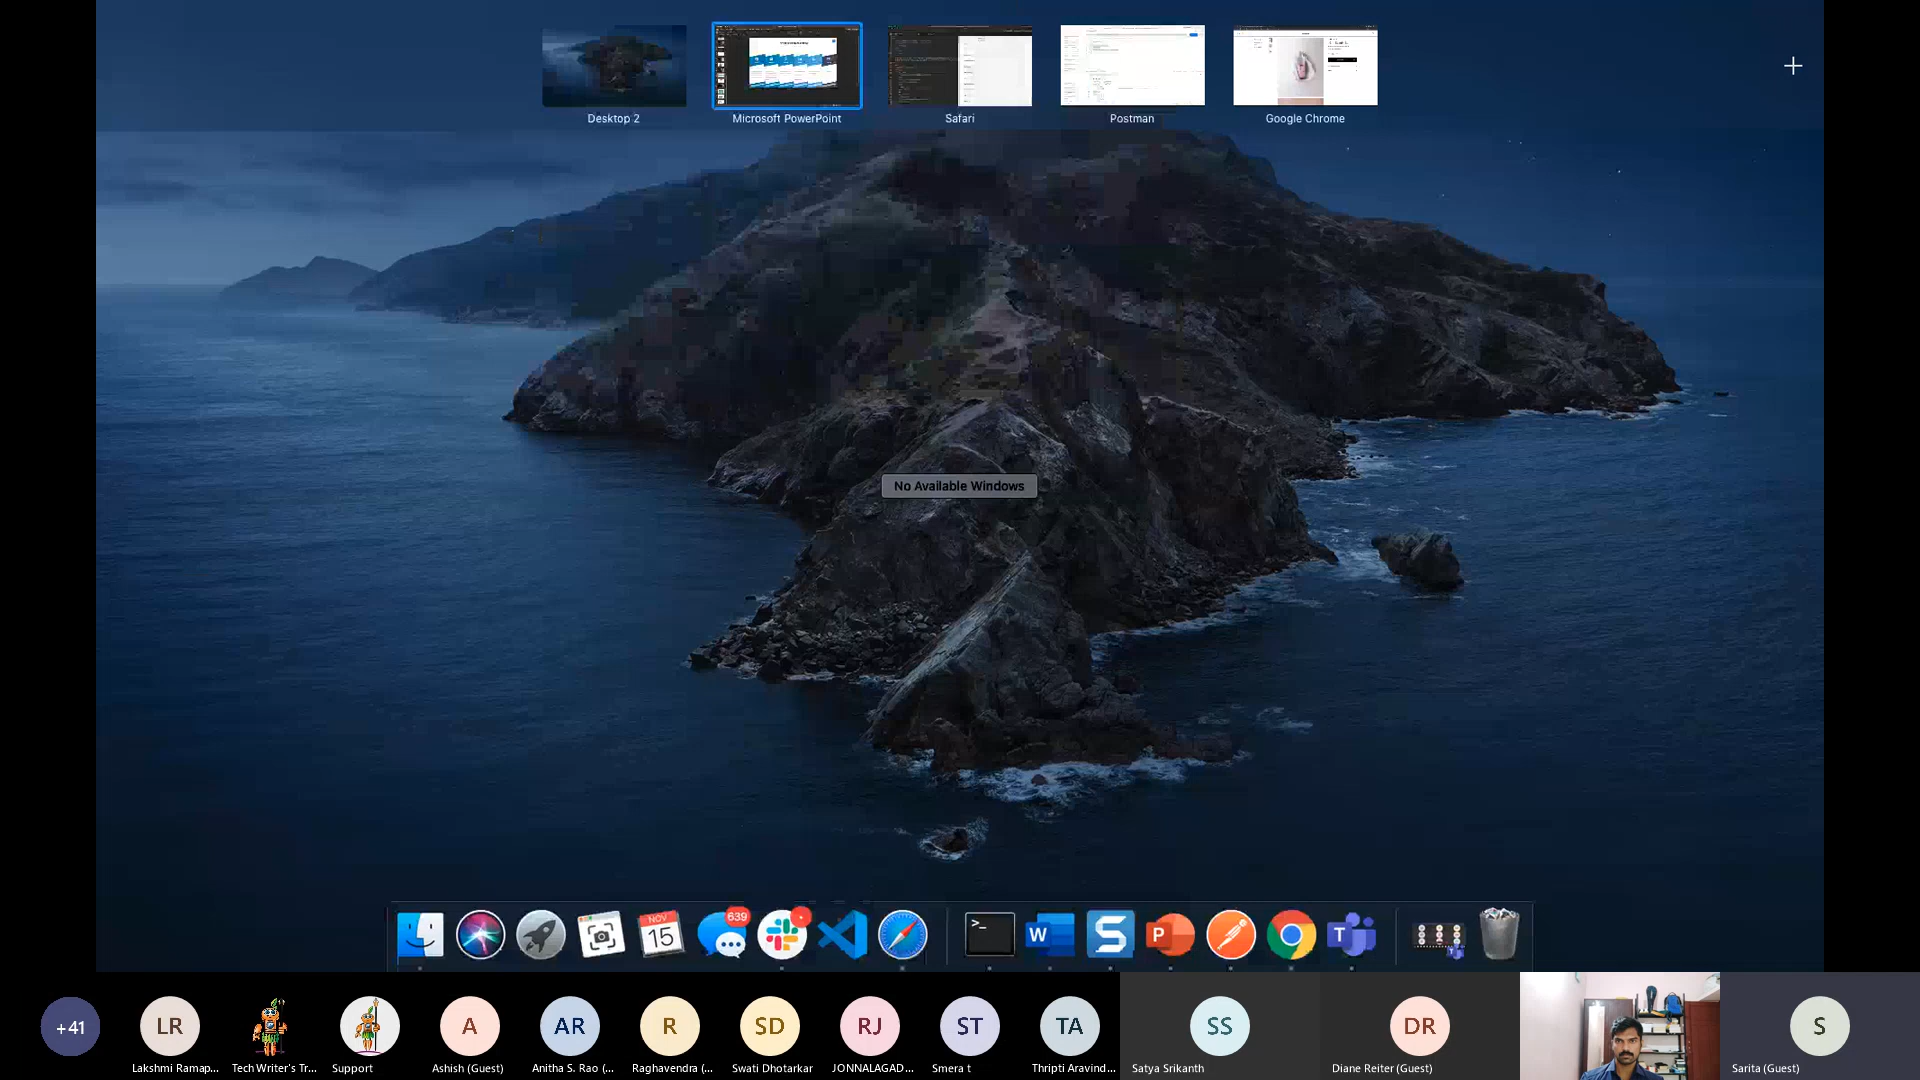 Desktop 2
Microsoft PowerPoint
Safari
Postman
Google Chrome
No Available Windows
NOV
15
639
>_
W
S
P
T
+41
LR
A
AR
R
SD
RJ
ST
TA
SS
DR
S
Lakshmi Ramap...
Tech Writer's Tr...
Support
Ashish (Guest)
Anitha S. Rao (...
Raghavendra (...
Swati Dhotarkar
JONNALAGAD...
Smera t
Thripti Aravind...
Satya Srikanth
Diane Reiter (Guest)
Sarita (Guest)